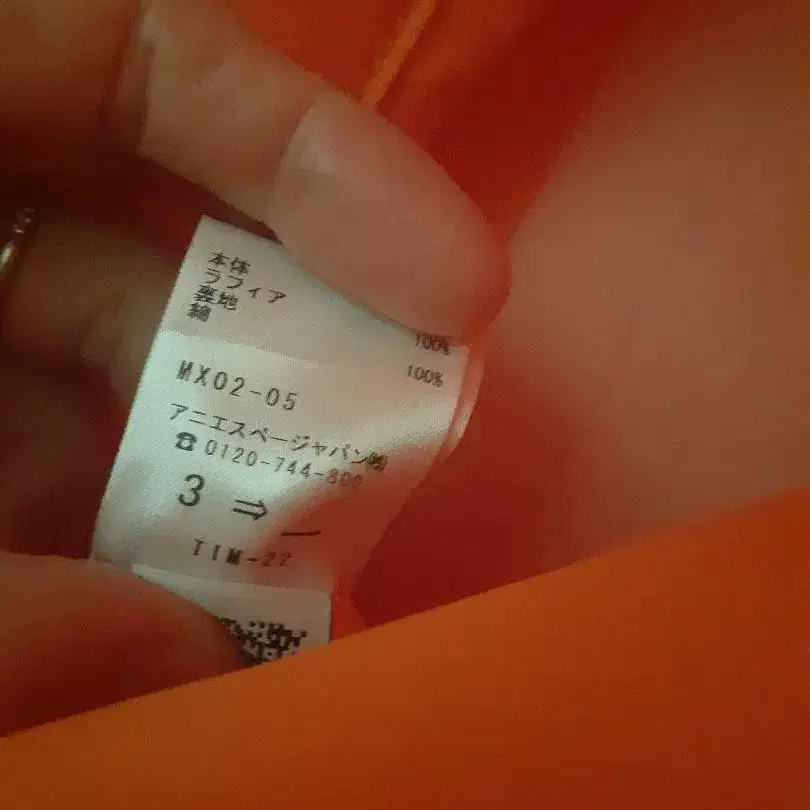 本体
ラフィア 100%
裏地
綿 100%
MX02-05
アニエスベージャパン㈱
☎0120-744-800
3 ⇒ _
TIM-22